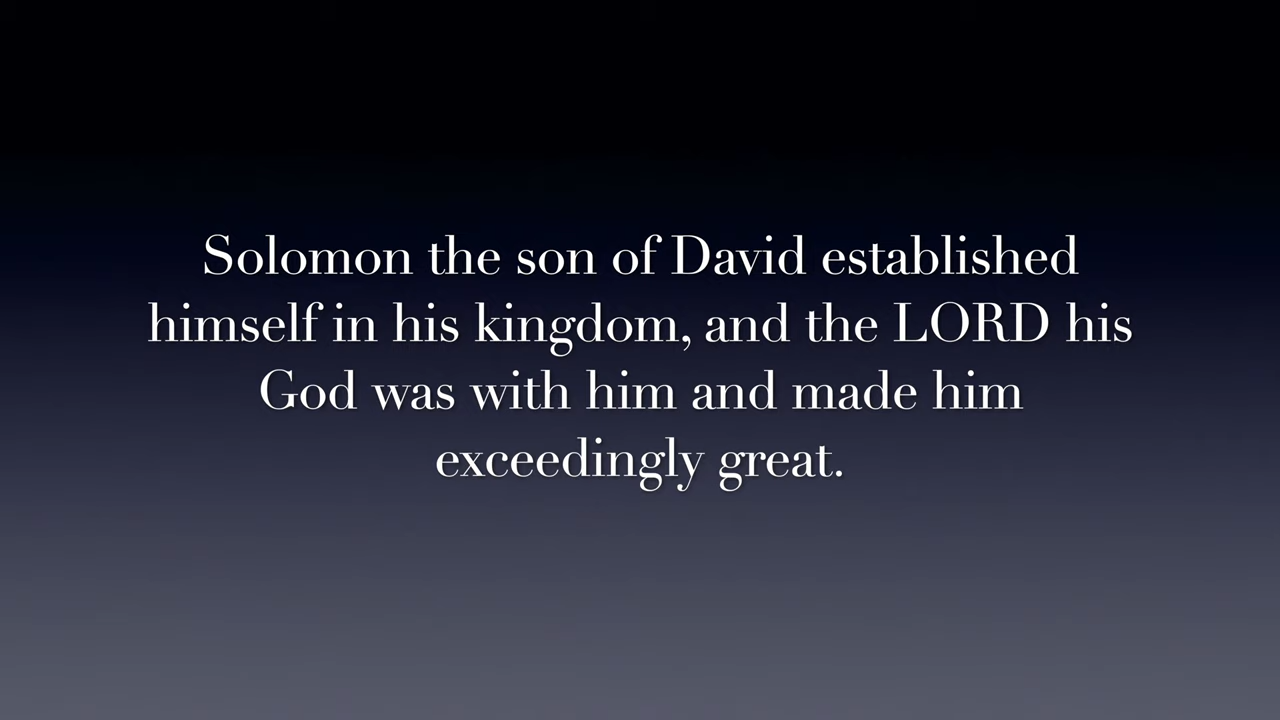 Solomon the son of David established
himself in his kingdom, and the LORD his
God was with him and made him
exceedingly great.